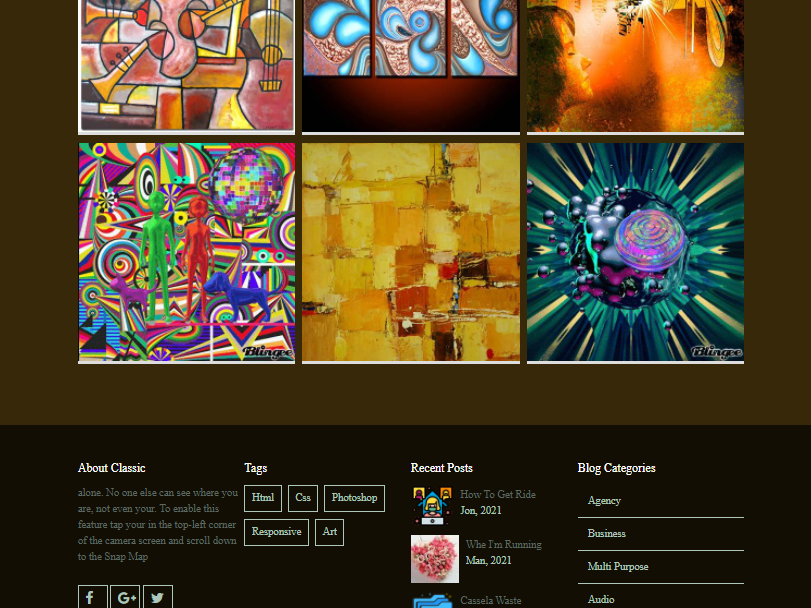 Blingee
Blingee
About Classic
alone. No one else can see where you
are, not even your. To enable this
feature tap your in the top-left corner
of the camera screen and scroll down
to the Snap Map
Tags
Html
Css
Photoshop
Responsive
Art
Recent Posts
How To Get Ride
Jon, 2021
Whe I'm Running
Man, 2021
Cassela Waste
Blog Categories
Agency
Business
Multi Purpose
Audio